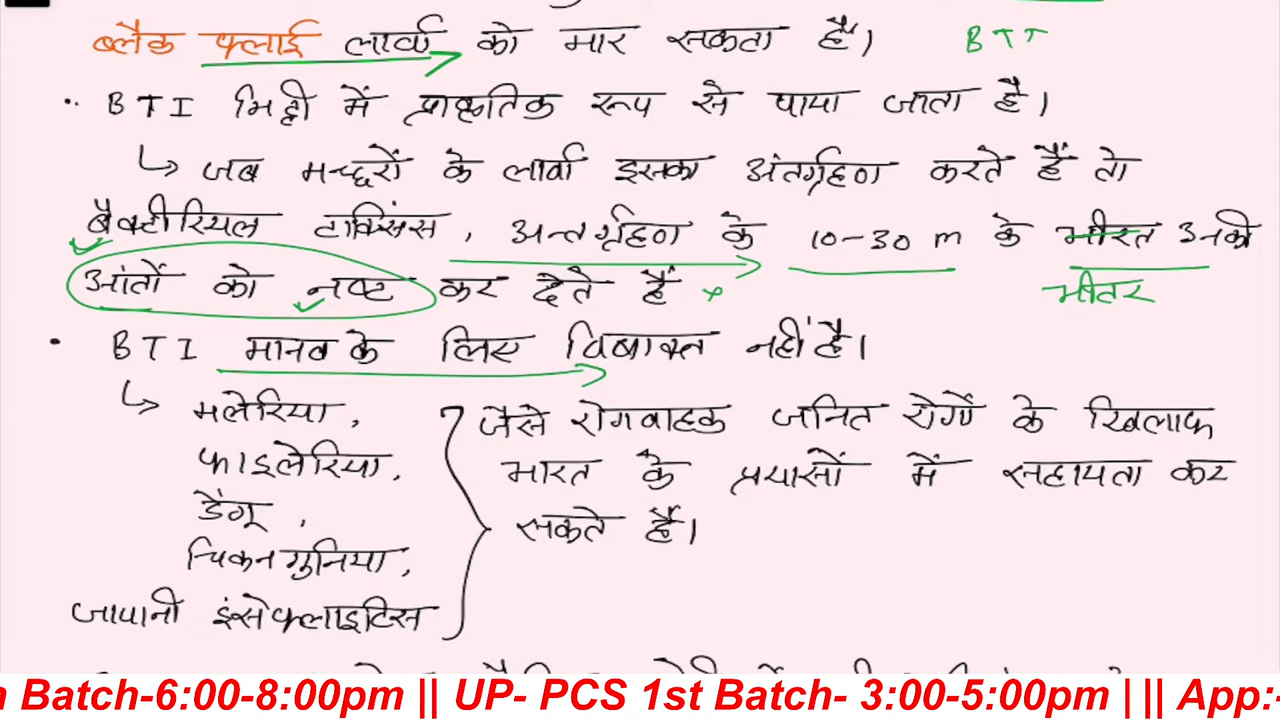 ब्लैक फ्लाई लार्वा को मार सकता है। BTI
BTI मिट्टी में प्राकृतिक रूप से पाया जाता है।
↳ जब मच्छरों के लार्वा इसका अंतर्ग्रहण करते हैं तो
बैक्टीरियल टाक्सिंस, अन्तर्ग्रहण के 10-30 m के भीरत उनकी
आंतों को नष्ट कर देते हैं भीतर
• BTI मानव के लिए विषाक्त नहीं है।
↳ मलेरिया, जैसे रोगवाहक जनित रोगों के खिलाफ
फाइलेरिया, भारत के प्रयासों में सहायता कर
डेंगू, सकते हैं।
चिकनगुनिया,
जापानी इंसेफ्लाइटिस
Batch-6:00-8:00pm || UP- PCS 1st Batch- 3:00-5:00pm | || App:-